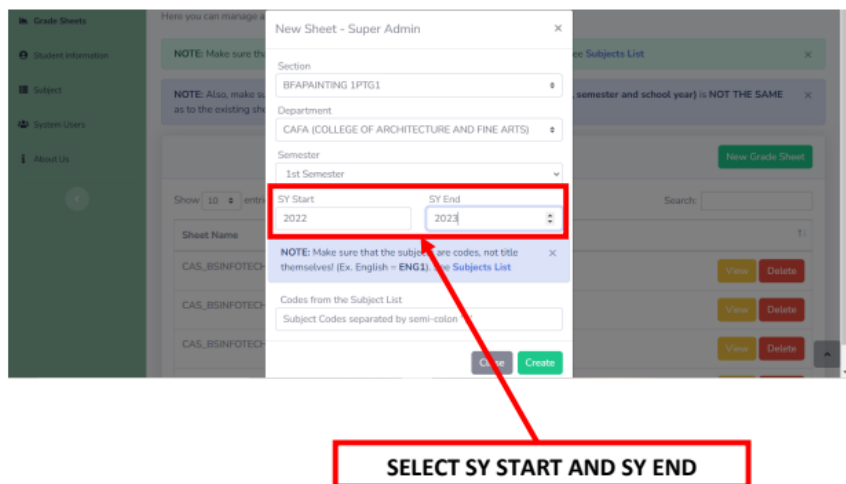 Grade Sheets
Student information
Subject
System Users
About Us
Here you can manage a
NOTE: Make sure tha
ee Subjects List
×
NOTE: Also, make su
, semester and school year) is NOT THE SAME
×
as to the existing she
New Grade Sheet
Show 10 entri
Search:
Sheet Name
CAS_BSINFOTECH
View Delete
CAS_BSINFOTECH
View Delete
CAS_BSINFOTECH
View Delete
New Sheet - Super Admin
×
Section
BFAPAINTING 1PTG1
Department
CAFA (COLLEGE OF ARCHITECTURE AND FINE ARTS)
Semester
1st Semester
SY Start SY End
2022 2023
NOTE: Make sure that the subjects are codes, not title
×
themselves! (Ex. English = ENG1). See Subjects List
Codes from the Subject List
Subject Codes separated by semi-colon
Close Create
SELECT SY START AND SY END